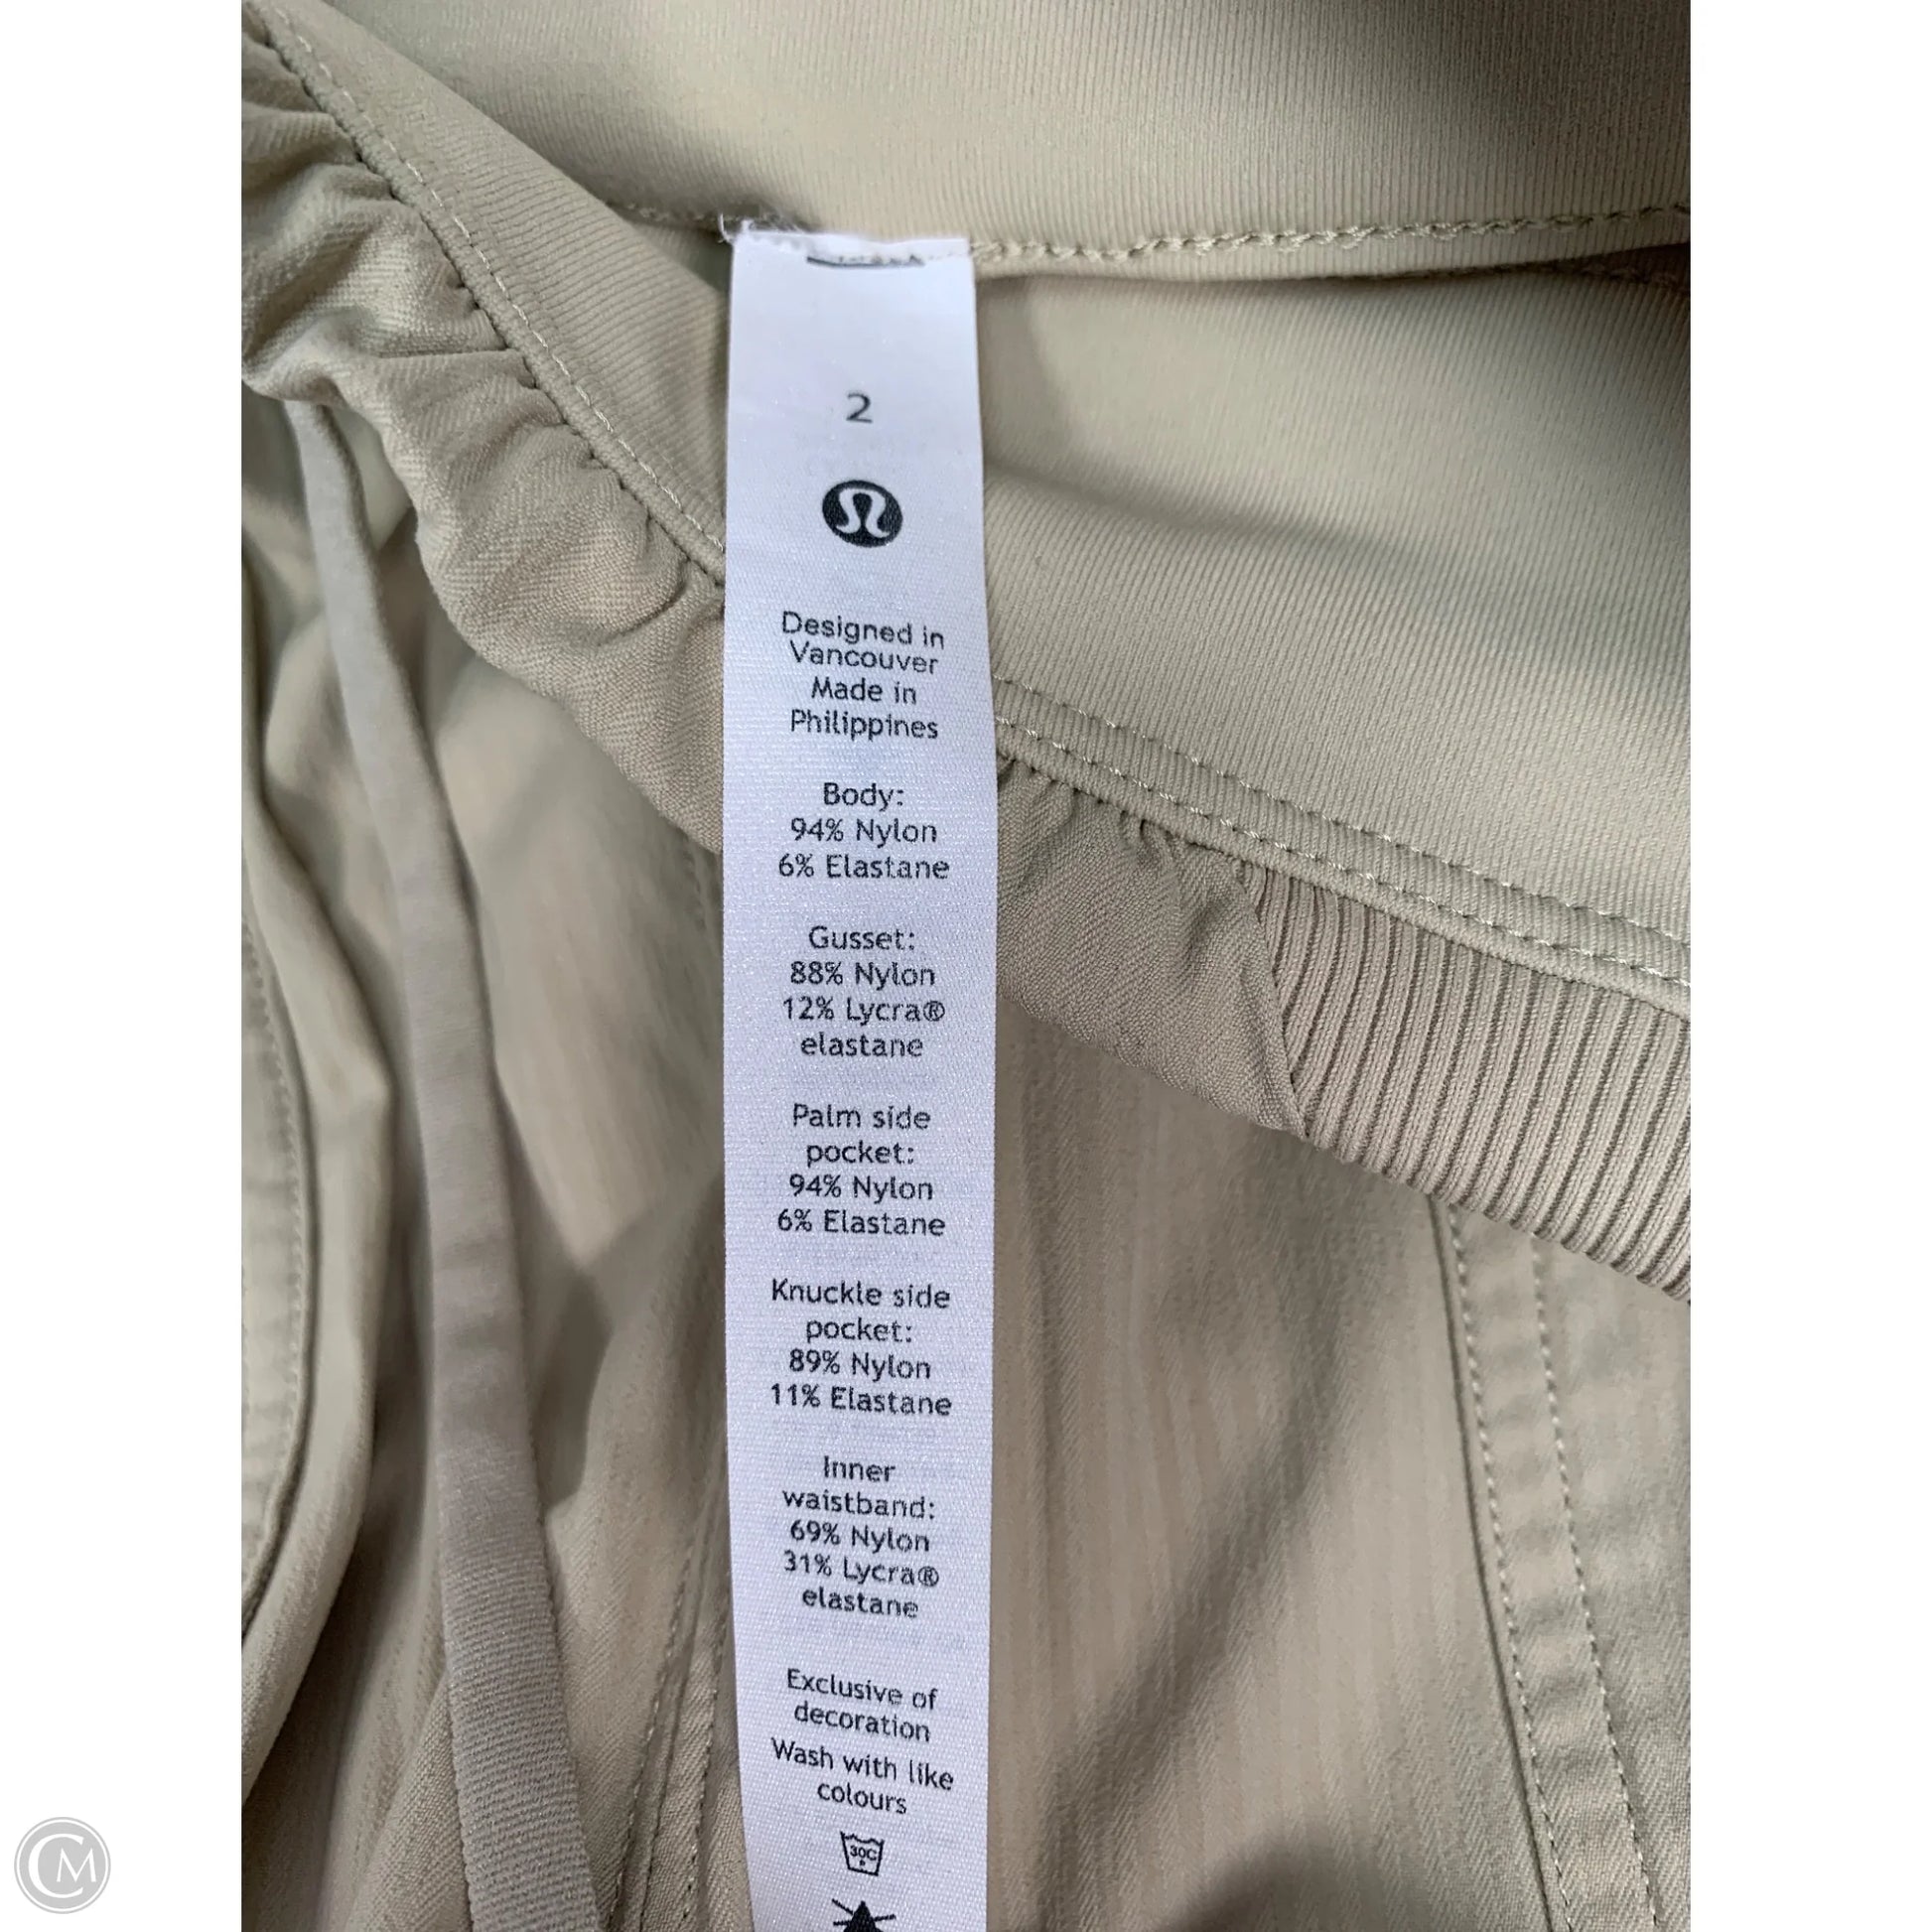 2
Designed in
Vancouver
Made in
Philippines
Body:
94% Nylon
6% Elastane
Gusset:
88% Nylon
12% Lycra®
elastane
Palm side
pocket:
94% Nylon
6% Elastane
Knuckle side
pocket:
89% Nylon
11% Elastane
Inner
waistband:
69% Nylon
31% Lycra®
elastane
Exclusive of
decoration
Wash with like
colours
30C
CM